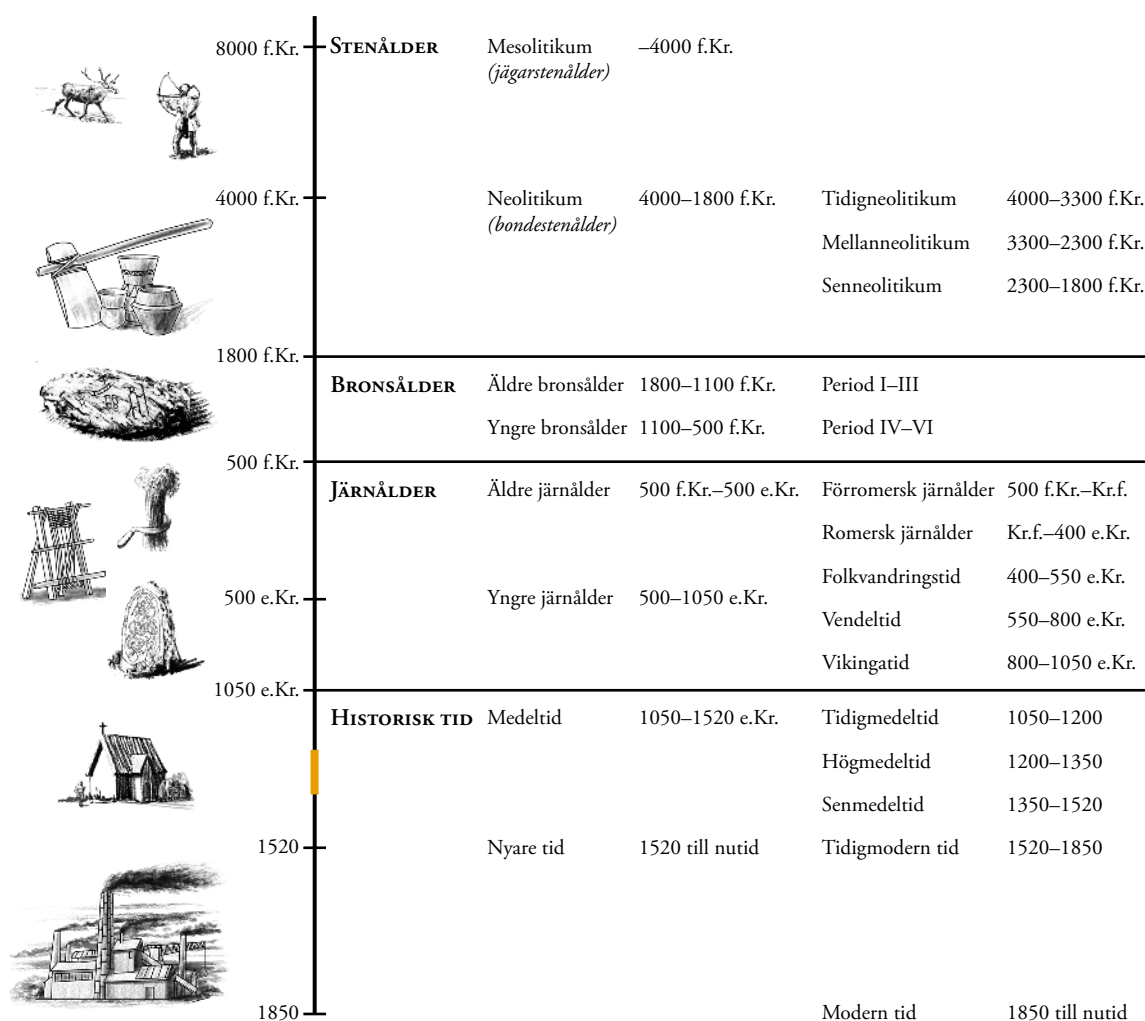 8000 f.Kr. STENÅLDER Mesolitikum –4000 f.Kr.
(jägarstenålder)
4000 f.Kr. Neolitikum 4000–1800 f.Kr. Tidigneolitikum 4000–3300 f.Kr.
(bondestenålder)
Mellanneolitikum 3300–2300 f.Kr.
Senneolitikum 2300–1800 f.Kr.
1800 f.Kr.
BRONSÅLDER Äldre bronsålder 1800–1100 f.Kr. Period I–III
Yngre bronsålder 1100–500 f.Kr. Period IV–VI
500 f.Kr.
JÄRNÅLDER Äldre järnålder 500 f.Kr.–500 e.Kr. Förromersk järnålder 500 f.Kr.–Kr.f.
Romersk järnålder Kr.f.–400 e.Kr.
Folkvandringstid 400–550 e.Kr.
500 e.Kr. Yngre järnålder 500–1050 e.Kr.
Vendeltid 550–800 e.Kr.
Vikingatid 800–1050 e.Kr.
1050 e.Kr.
HISTORISK TID Medeltid 1050–1520 e.Kr. Tidigmedeltid 1050–1200
Högmedeltid 1200–1350
Senmedeltid 1350–1520
1520 Nyare tid 1520 till nutid Tidigmodern tid 1520–1850
1850 Modern tid 1850 till nutid